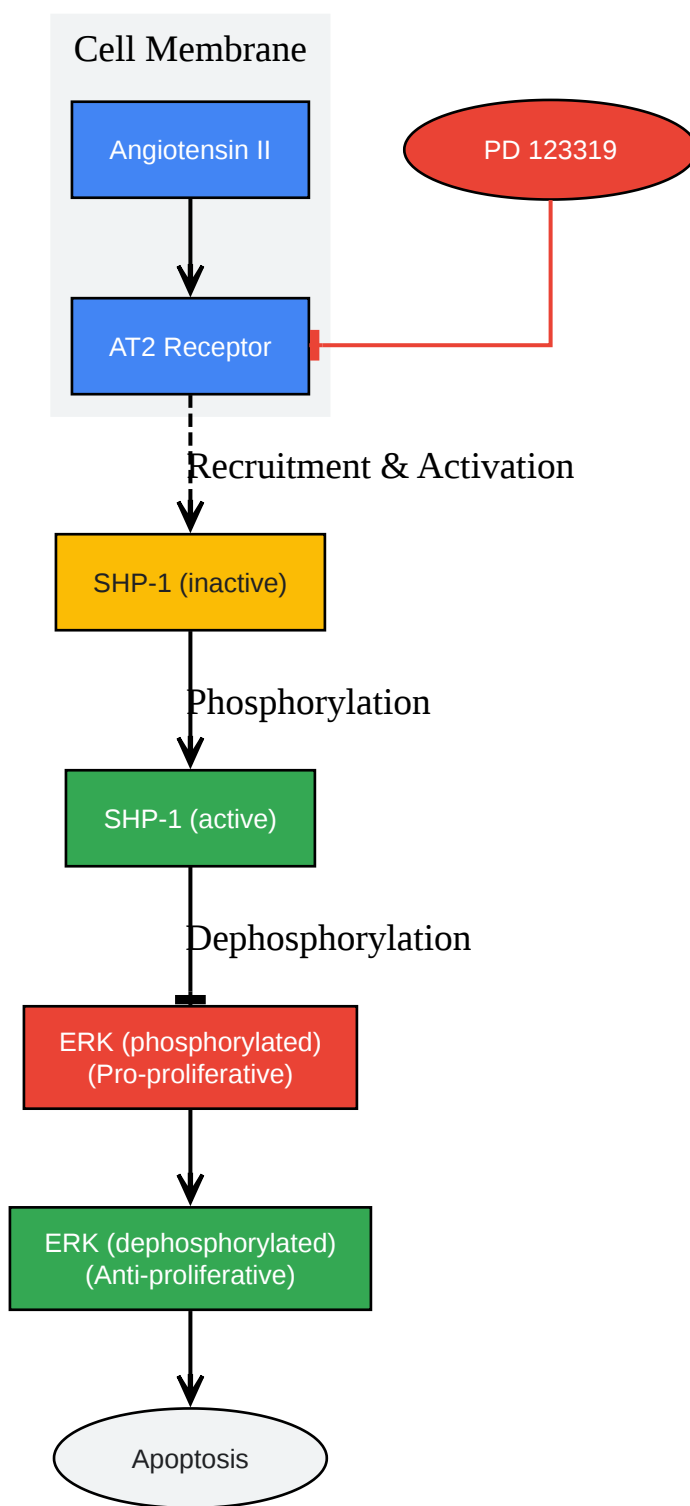 Cell Membrane
Angiotensin II
PD 123319
AT2 Receptor
Recruitment & Activation
SHP-1 (inactive)
Phosphorylation
SHP-1 (active)
Dephosphorylation
ERK (phosphorylated)
(Pro-proliferative)
ERK (dephosphorylated)
(Anti-proliferative)
Apoptosis